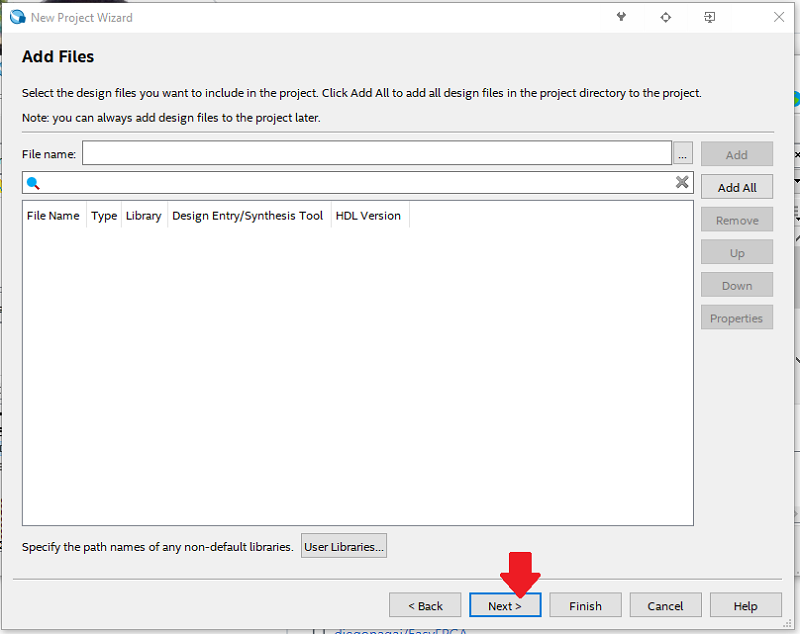 New Project Wizard
Add Files
Select the design files you want to include in the project. Click Add All to add all design files in the project directory to the project.
Note: you can always add design files to the project later.
File name:
...
Add
Add All
File Name Type Library Design Entry/Synthesis Tool HDL Version
Remove
Up
Down
Properties
Specify the path names of any non-default libraries. User Libraries...
< Back Next > Finish Cancel Help